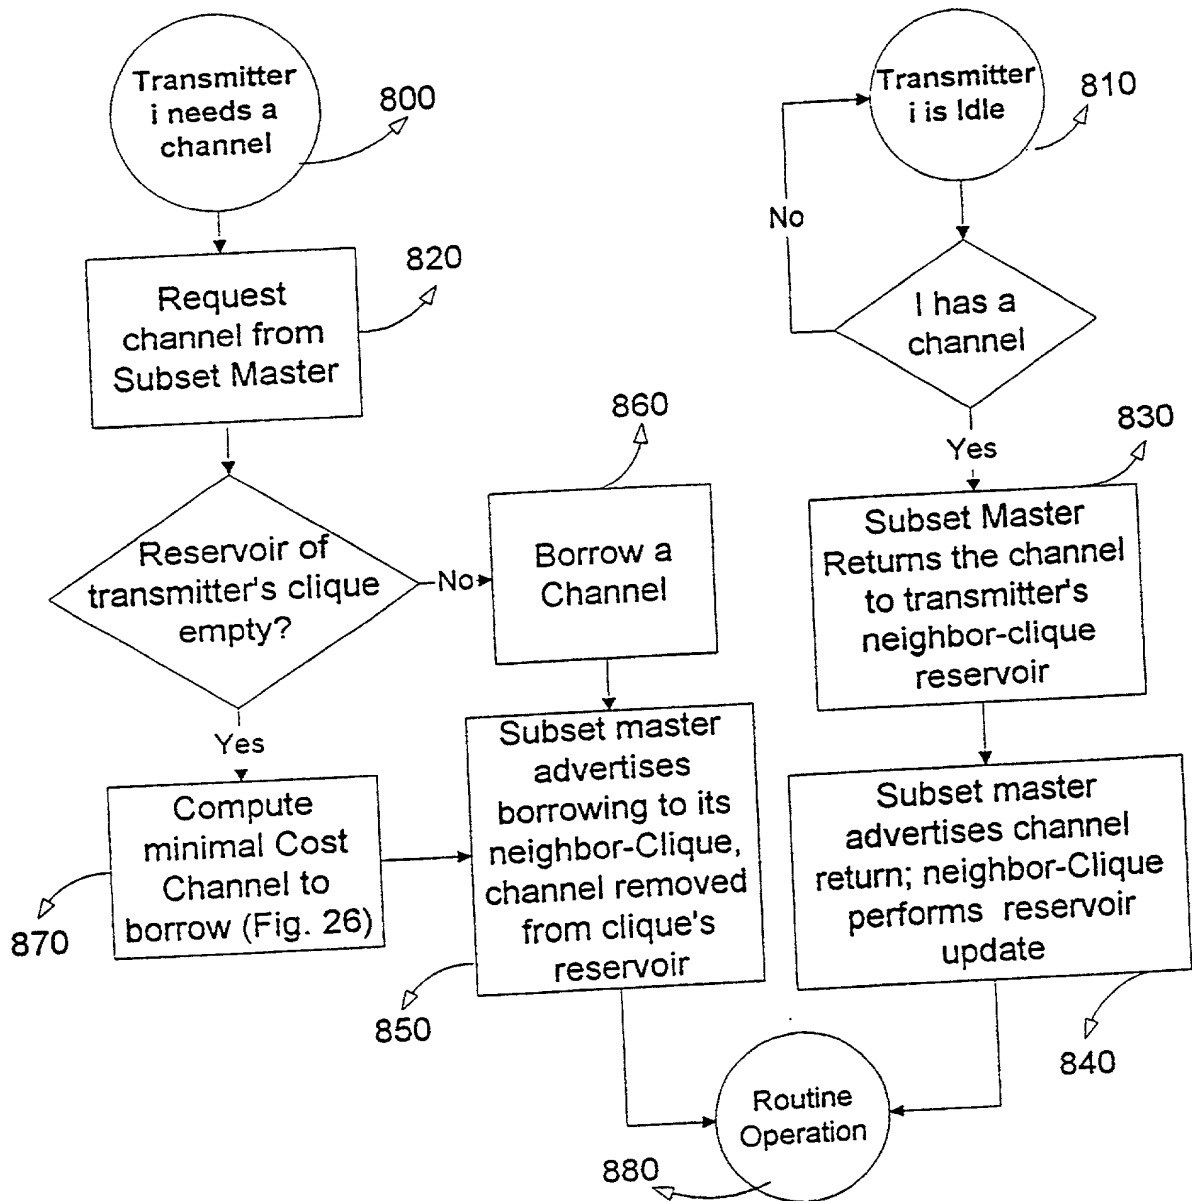 Transmitter
i needs a
channel
800
Request
channel from
Subset Master
820
Reservoir of
transmitter's clique
empty?
No
Yes
Borrow a
Channel
860
Compute
minimal Cost
Channel to
borrow (Fig. 26)
870
Subset master
advertises
borrowing to its
neighbor-Clique,
channel removed
from clique's
reservoir
850
Transmitter
i is Idle
810
No
I has a
channel
Yes
830
Subset Master
Returns the channel
to transmitter's
neighbor-clique
reservoir
Subset master
advertises channel
return; neighbor-Clique
performs reservoir
update
840
Routine
Operation
880